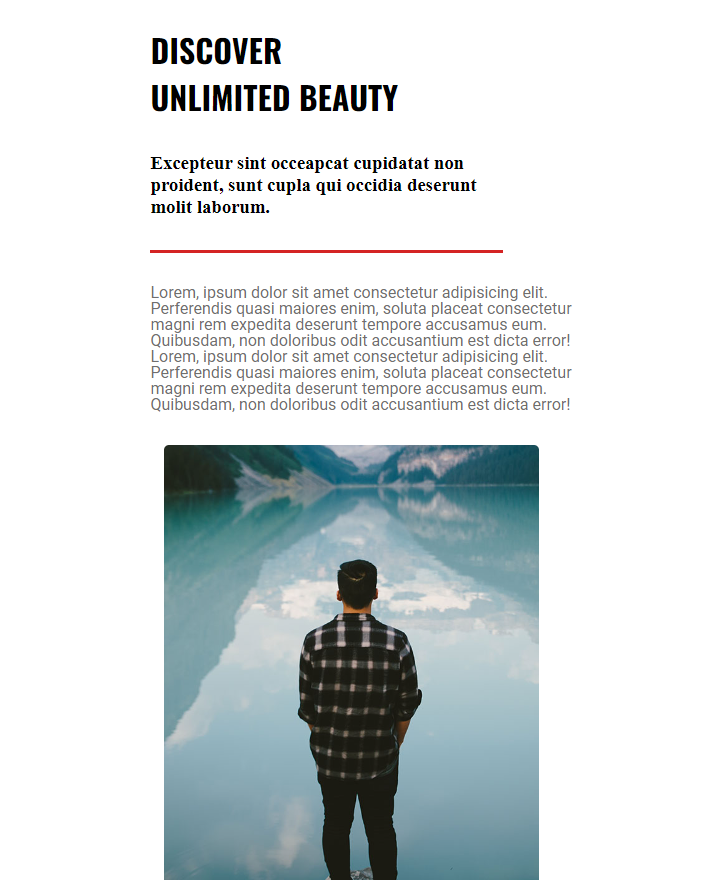 DISCOVER
UNLIMITED BEAUTY
Excepteur sint occeapcat cupidatat non
proident, sunt cupla qui occidia deserunt
molit laborum.
Lorem, ipsum dolor sit amet consectetur adipisicing elit.
Perferendis quasi maiores enim, soluta placeat consectetur
magni rem expedita deserunt tempore accusamus eum.
Quibusdam, non doloribus odit accusantium est dicta error!
Lorem, ipsum dolor sit amet consectetur adipisicing elit.
Perferendis quasi maiores enim, soluta placeat consectetur
magni rem expedita deserunt tempore accusamus eum.
Quibusdam, non doloribus odit accusantium est dicta error!